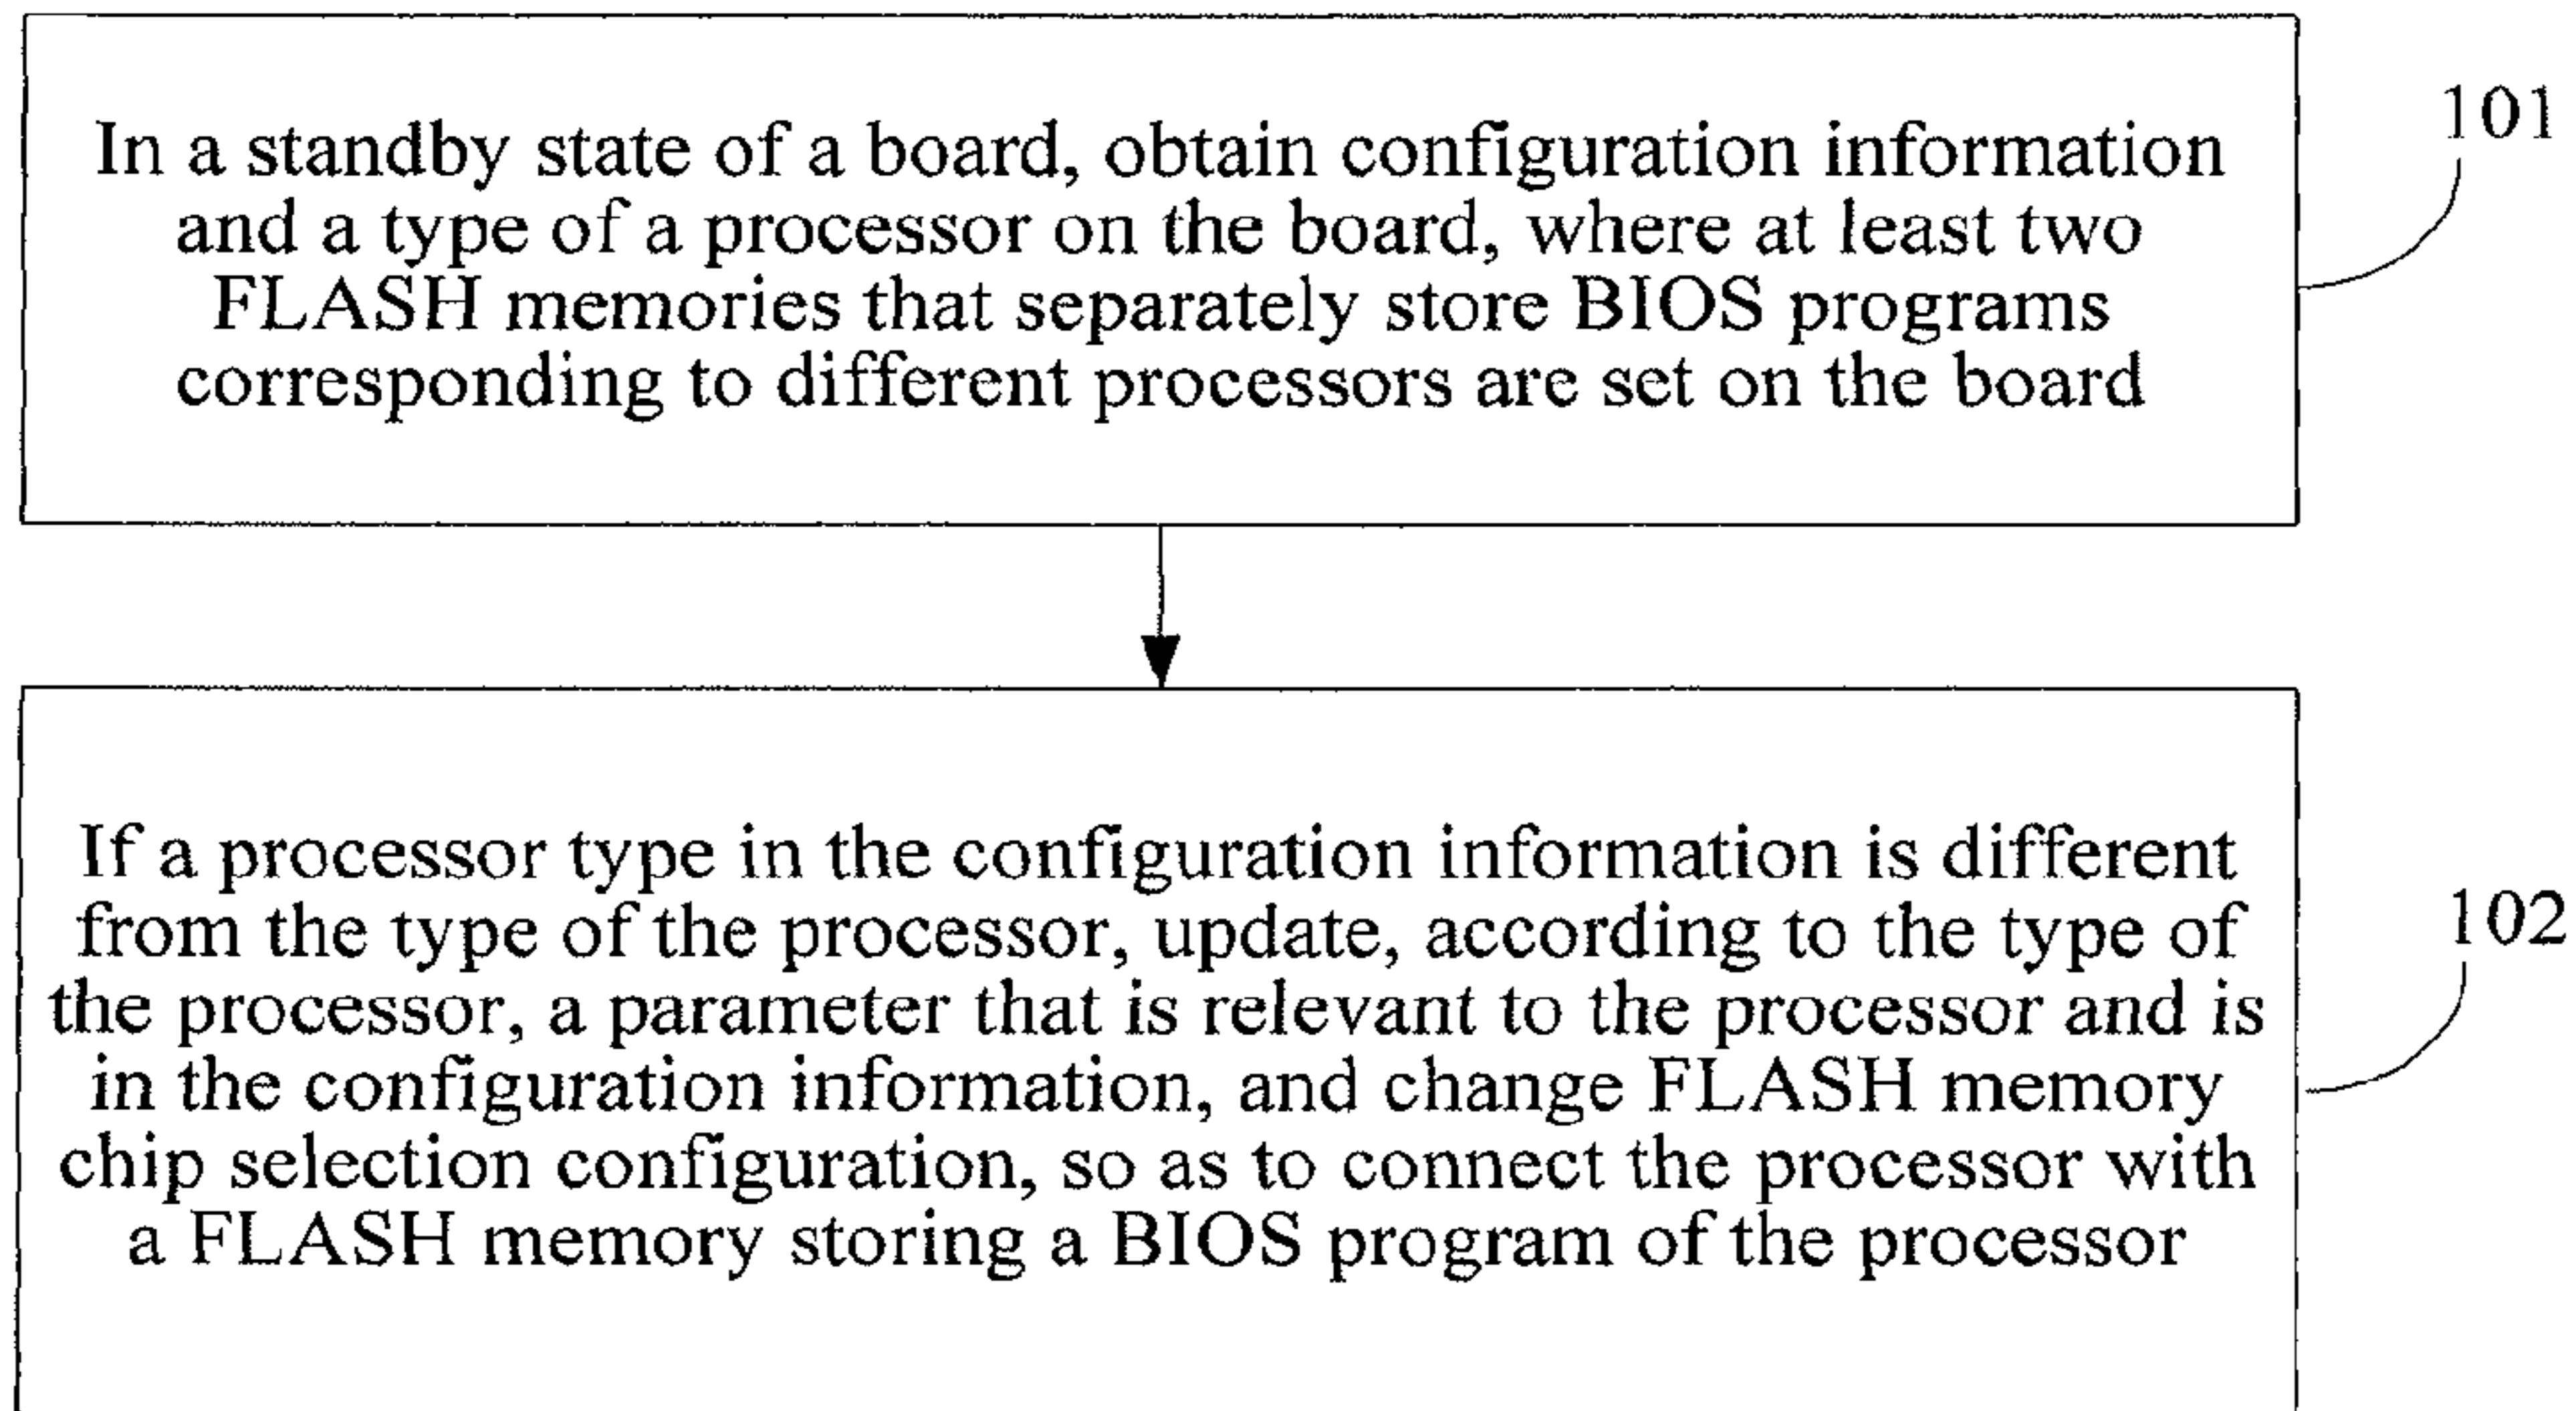 In a standby state of a board, obtain configuration information
and a type of a processor on the board, where at least two
FLASH memories that separately store BIOS programs
corresponding to different processors are set on the board
101
If a processor type in the configuration information is different
from the type of the processor, update, according to the type of
the processor, a parameter that is relevant to the processor and is
in the configuration information, and change FLASH memory
chip selection configuration, so as to connect the processor with
a FLASH memory storing a BIOS program of the processor
102